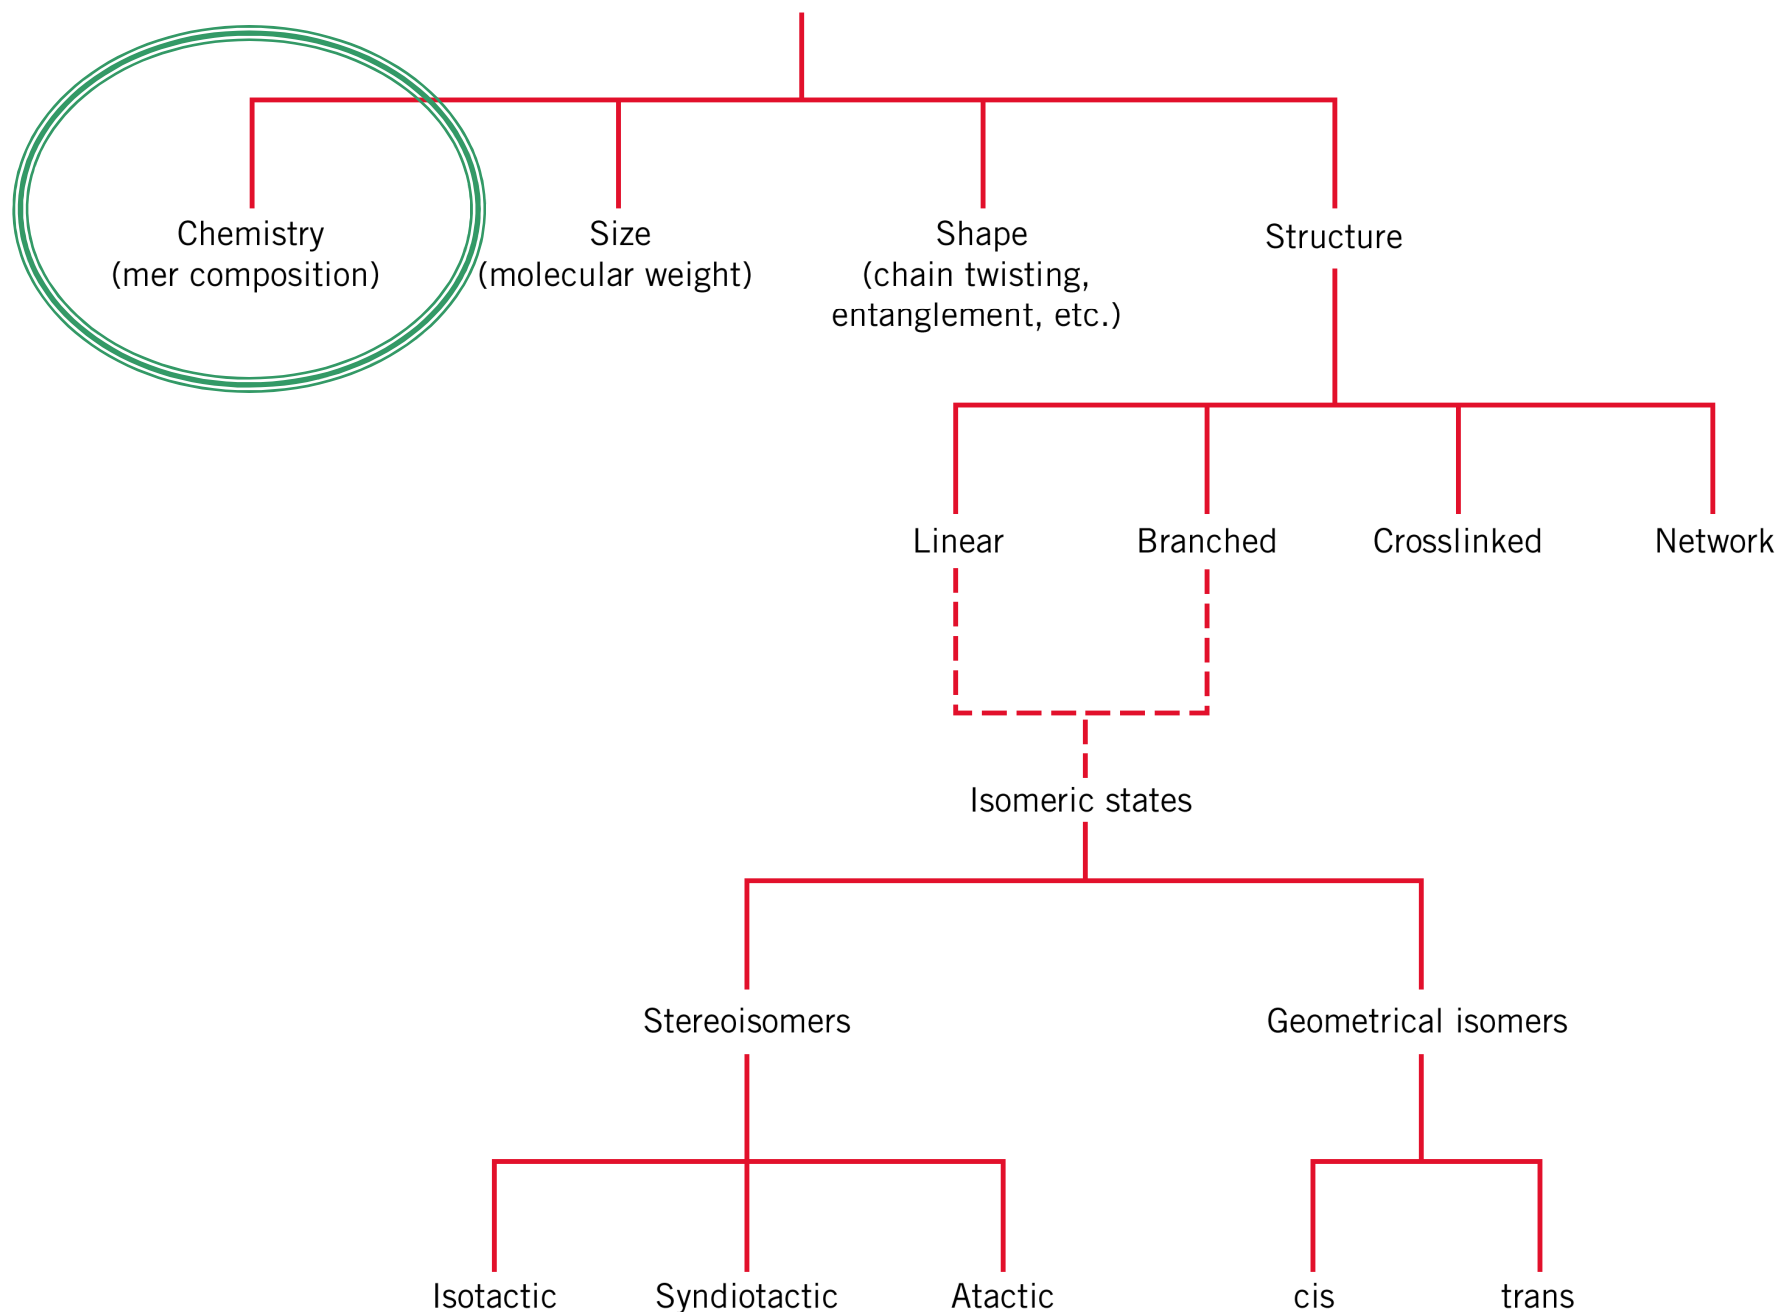 Chemistry
(mer composition)
Size
(molecular weight)
Shape
(chain twisting,
entanglement, etc.)
Structure
Linear
Branched
Crosslinked
Network
Isomeric states
Stereoisomers
Geometrical isomers
Isotactic
Syndiotactic
Atactic
cis
trans